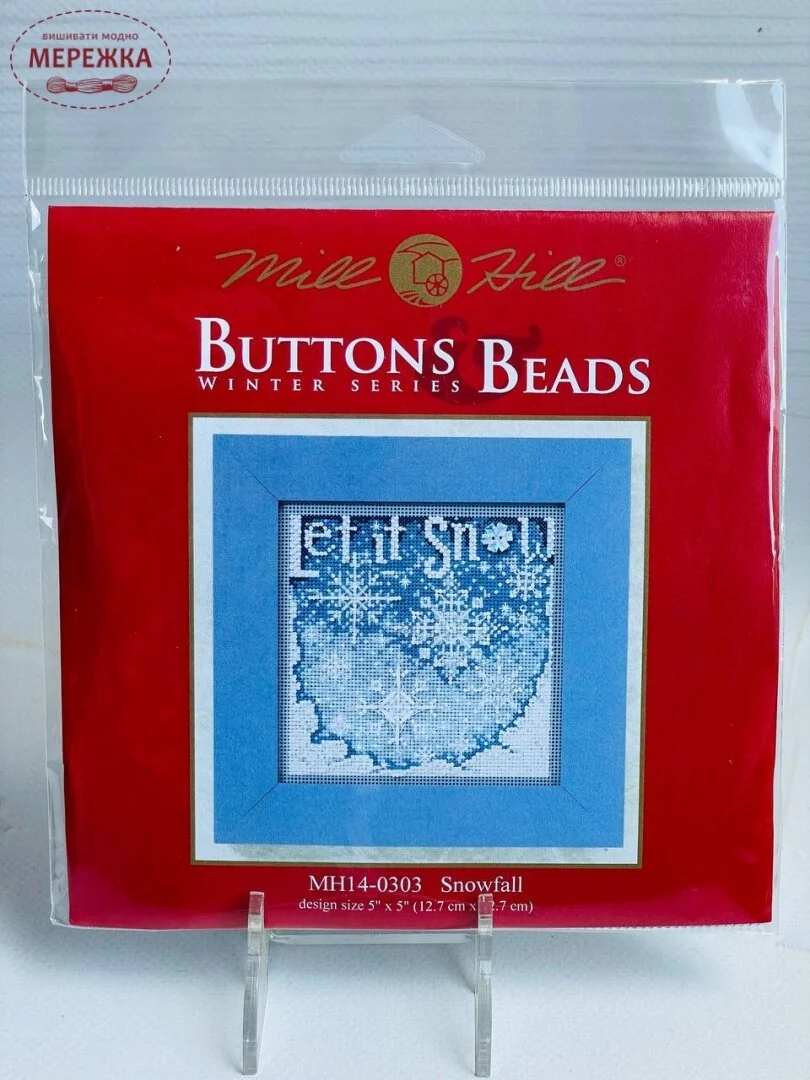 вишивати модно
МЕРЕЖКА
Mill Hill®
BUTTONS & BEADS
WINTER SERIES
Let it Snow
MH14-0303 Snowfall
design size 5" x 5" (12.7 cm x 12.7 cm)